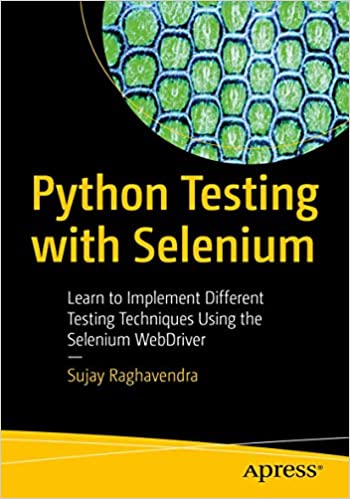 Python Testing
with Selenium
Learn to Implement Different
Testing Techniques Using the
Selenium WebDriver
—
Sujay Raghavendra
Apress®